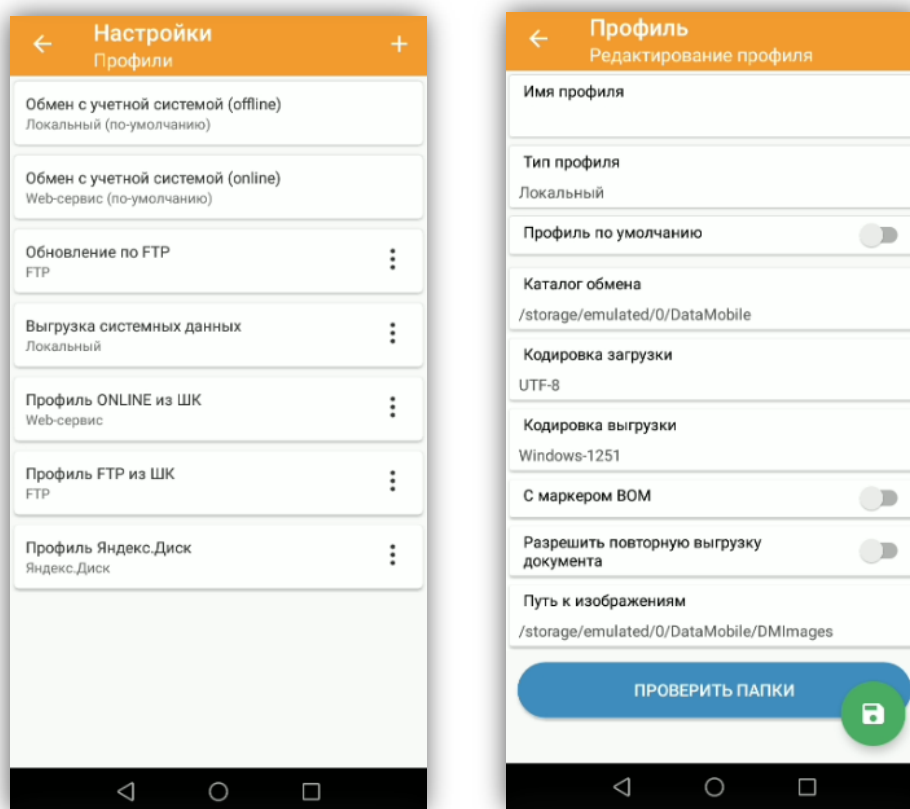 Настройки
Профили
Обмен с учетной системой (offline)
Локальный (по-умолчанию)
Обмен с учетной системой (online)
Web-сервис (по-умолчанию)
Обновление по FTP
FTP
Выгрузка системных данных
Локальный
Профиль ONLINE из ШК
Web-сервис
Профиль FTP из ШК
FTP
Профиль Яндекс.Диск
Яндекс.Диск
Профиль
Редактирование профиля
Имя профиля
Тип профиля
Локальный
Профиль по умолчанию
Каталог обмена
/storage/emulated/0/DataMobile
Кодировка загрузки
UTF-8
Кодировка выгрузки
Windows-1251
С маркером BOM
Разрешить повторную выгрузку
документа
Путь к изображениям
/storage/emulated/0/DataMobile/DMImages
ПРОВЕРИТЬ ПАПКИ